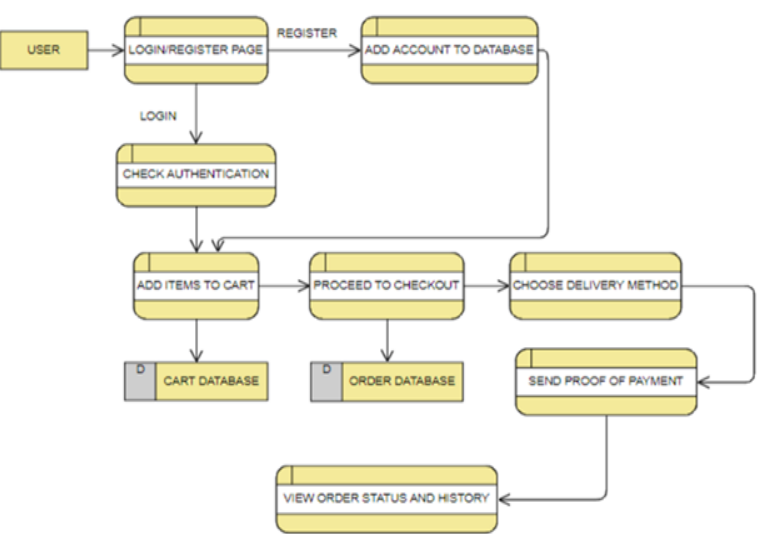 REGISTER
USER
LOGIN/REGISTER PAGE
ADD ACCOUNT TO DATABASE
LOGIN
CHECK AUTHENTICATION
ADD ITEMS TO CART
PROCEED TO CHECKOUT
CHOOSE DELIVERY METHOD
D
CART DATABASE
D
ORDER DATABASE
SEND PROOF OF PAYMENT
VIEW ORDER STATUS AND HISTORY